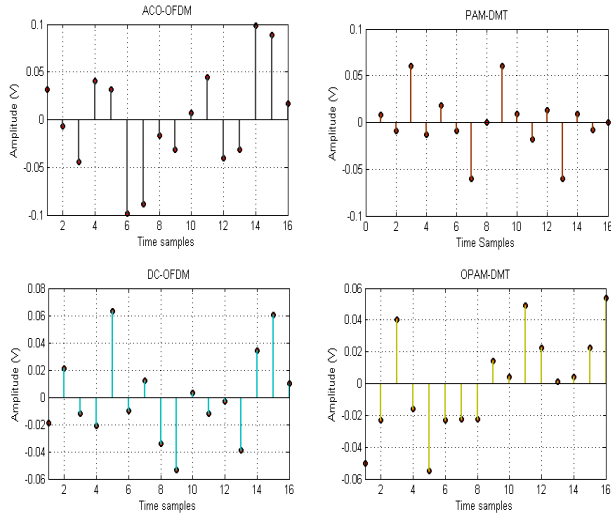 ACO-OFDM
Amplitude (V)
0.1
0.05
0
-0.05
-0.1
2 4 6 8 10 12 14 16
Time samples
PAM-DMT
Amplitude (V)
0.1
0.05
0
-0.05
-0.1
0 2 4 6 8 10 12 14 16
Time Samples
DC-OFDM
Amplitude (V)
0.08
0.06
0.04
0.02
0
-0.02
-0.04
-0.06
2 4 6 8 10 12 14 16
Time samples
OPAM-DMT
Amplitude (V)
0.06
0.04
0.02
0
-0.02
-0.04
-0.06
2 4 6 8 10 12 14 16
Time samples